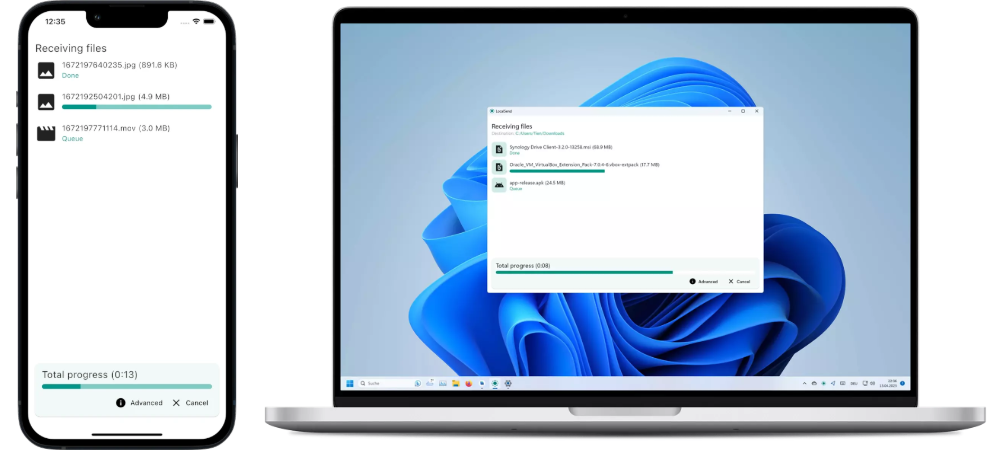 12:35
Receiving files
1672197640235.jpg (891.6 KB)
Done
1672192504201.jpg (4.9 MB)
1672197771114.mov (3.0 MB)
Queue
Total progress (0:13)
Advanced
Cancel
LocalSend
Receiving files
Destination: C:/Users/Tien/Downloads
Synology Drive Client-3.2.0-13258.msi (68.9 MB)
Done
Oracle_VM_VirtualBox_Extension_Pack-7.0.4-0.vbox-extpack (17.7 MB)
app-release.apk (24.5 MB)
Queue
Total progress (0:08)
Advanced
Cancel
Suche